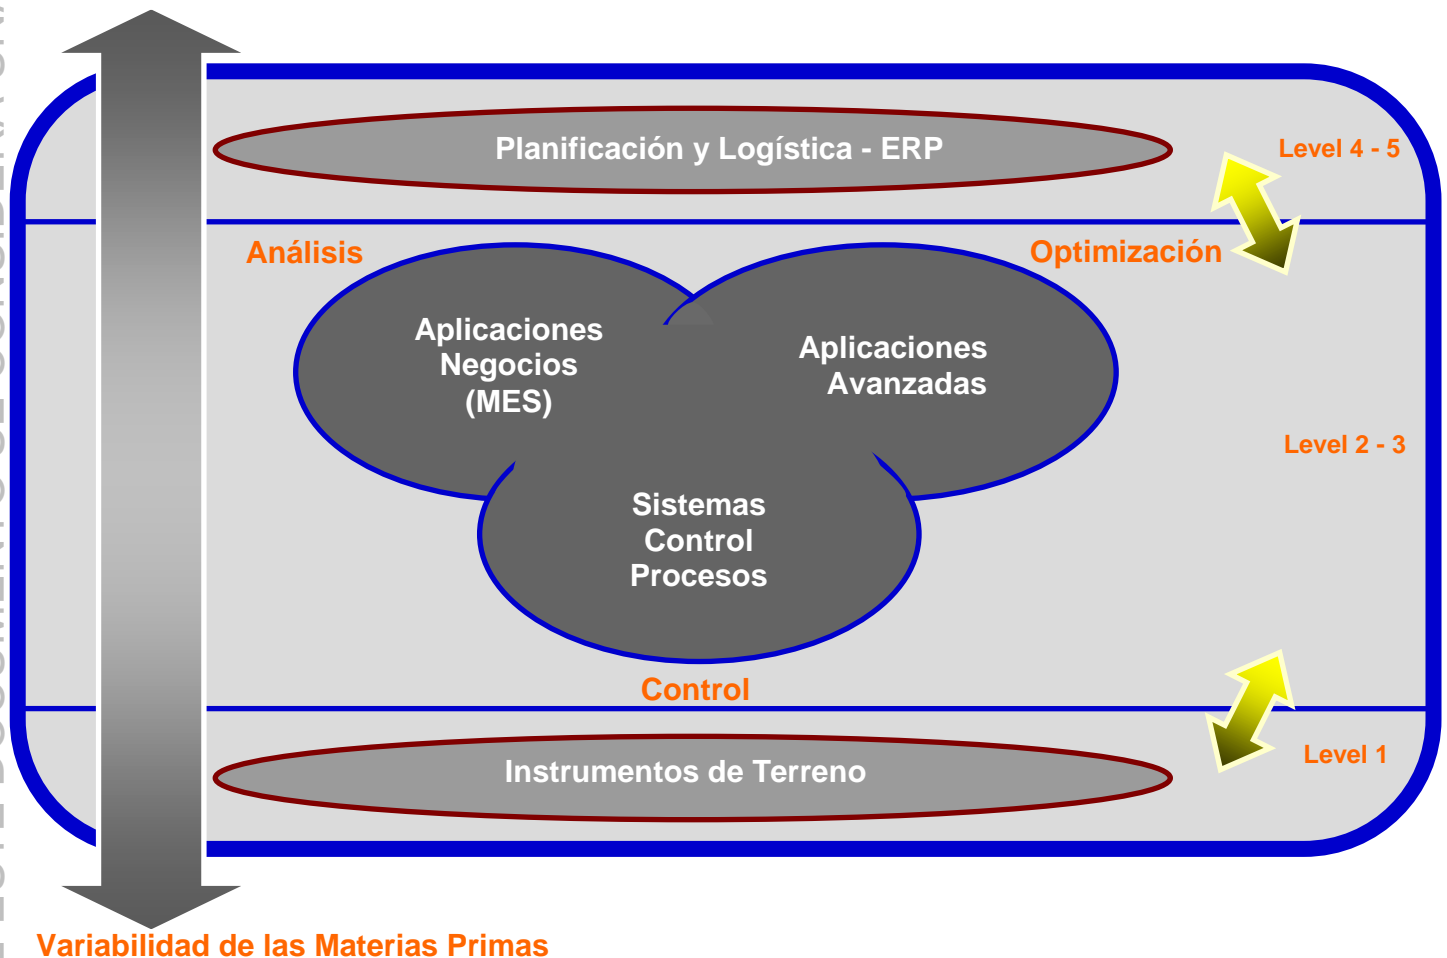 Planificación y Logística - ERP
Level 4 - 5
Análisis
Optimización
Aplicaciones
Negocios
(MES)
Aplicaciones
Avanzadas
Level 2 - 3
Sistemas
Control
Procesos
Control
Instrumentos de Terreno
Level 1
Variabilidad de las Materias Primas